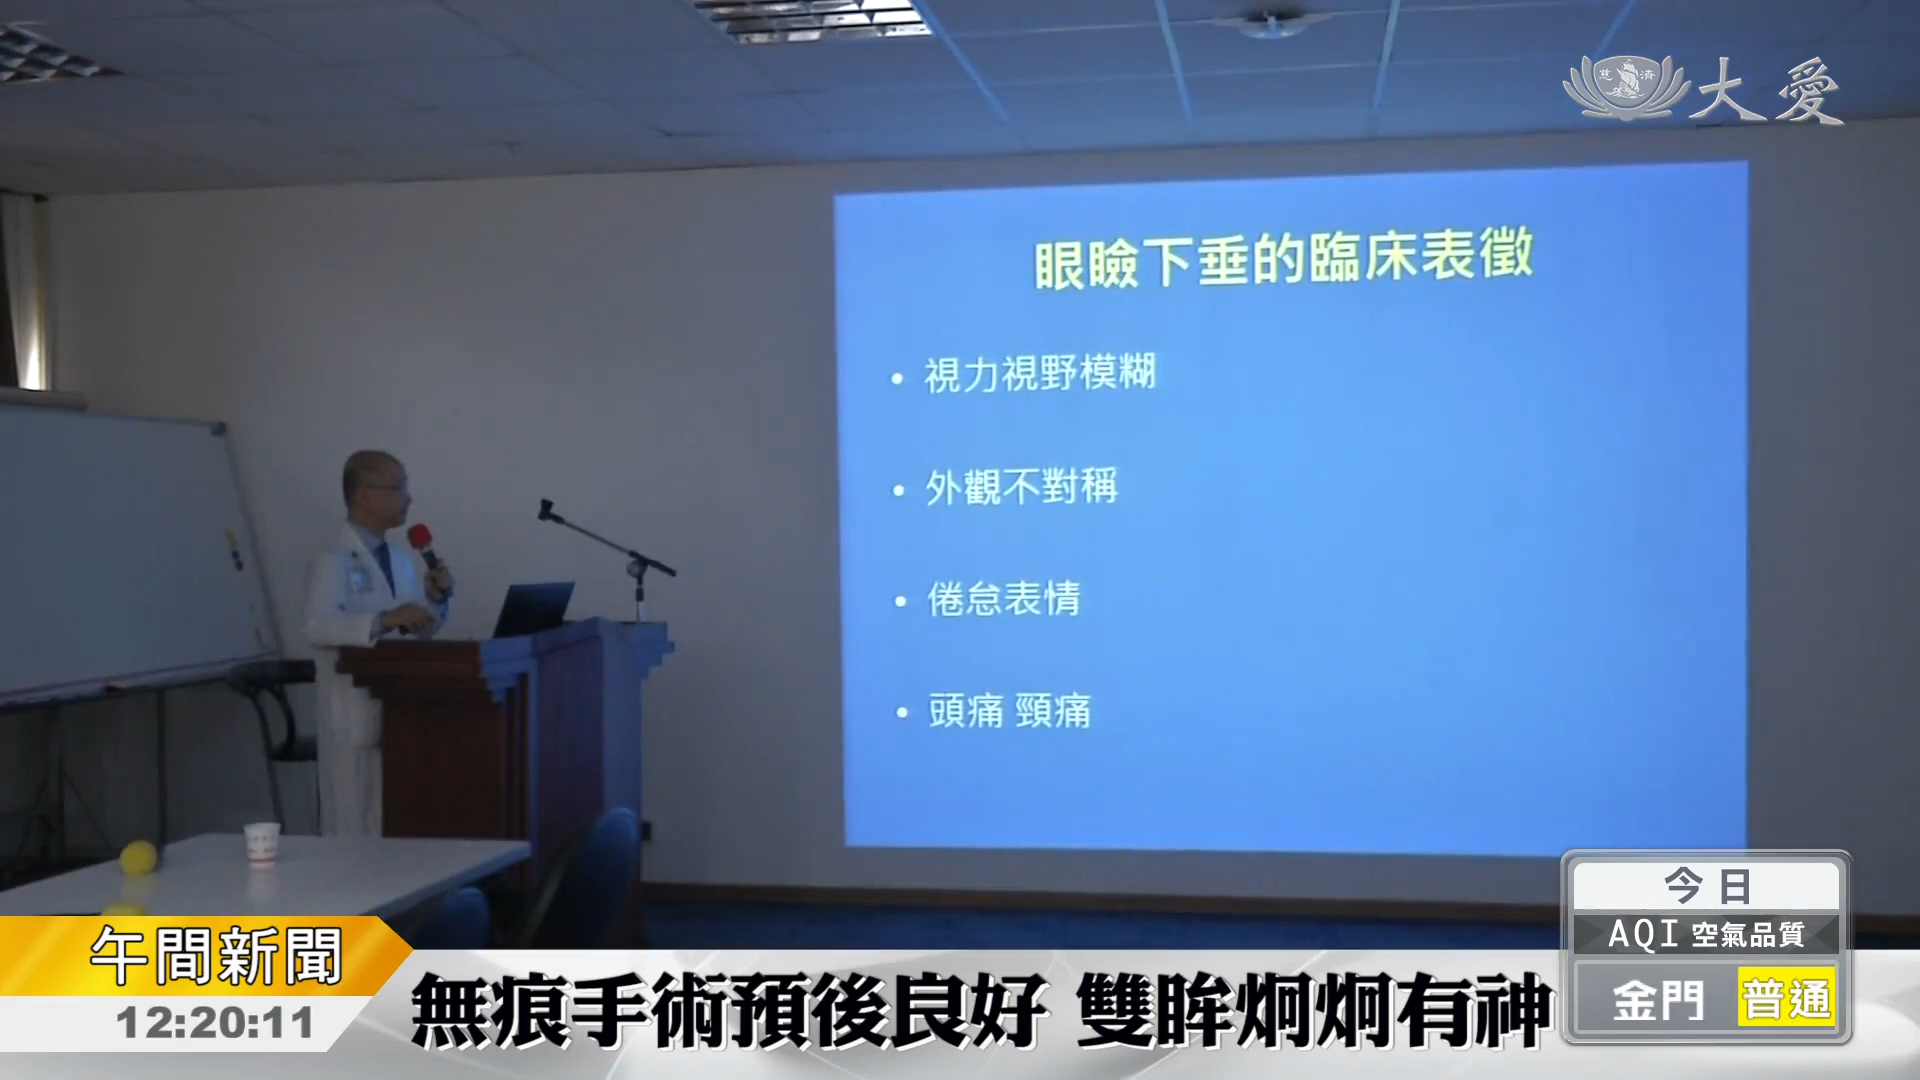 慈濟
大愛
眼瞼下垂的臨床表徵
• 視力視野模糊
• 外觀不對稱
• 倦怠表情
• 頭痛 頸痛
今日
AQI 空氣品質
金門 普通
午間新聞
12:20:11
無痕手術預後良好 雙眸炯炯有神